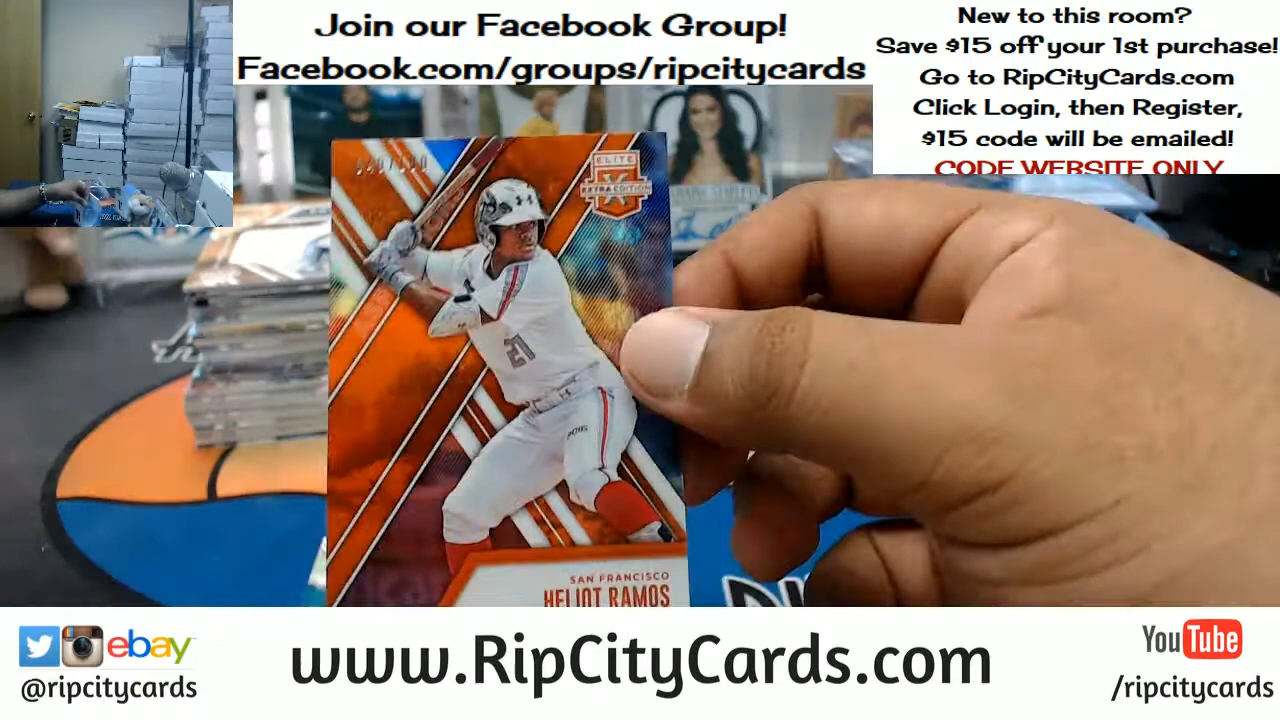 Join our Facebook Group!
Facebook.com/groups/ripcitycards
New to this room?
Save $15 off your 1st purchase!
Go to RipCityCards.com
Click Login, then Register,
$15 code will be emailed!
CODE WEBSITE ONLY
ELITE
EXTRA EDITION
21
SAN FRANCISCO
HELIOT RAMOS
ebay
@ripcitycards
www.RipCityCards.com
YouTube
/ripcitycards